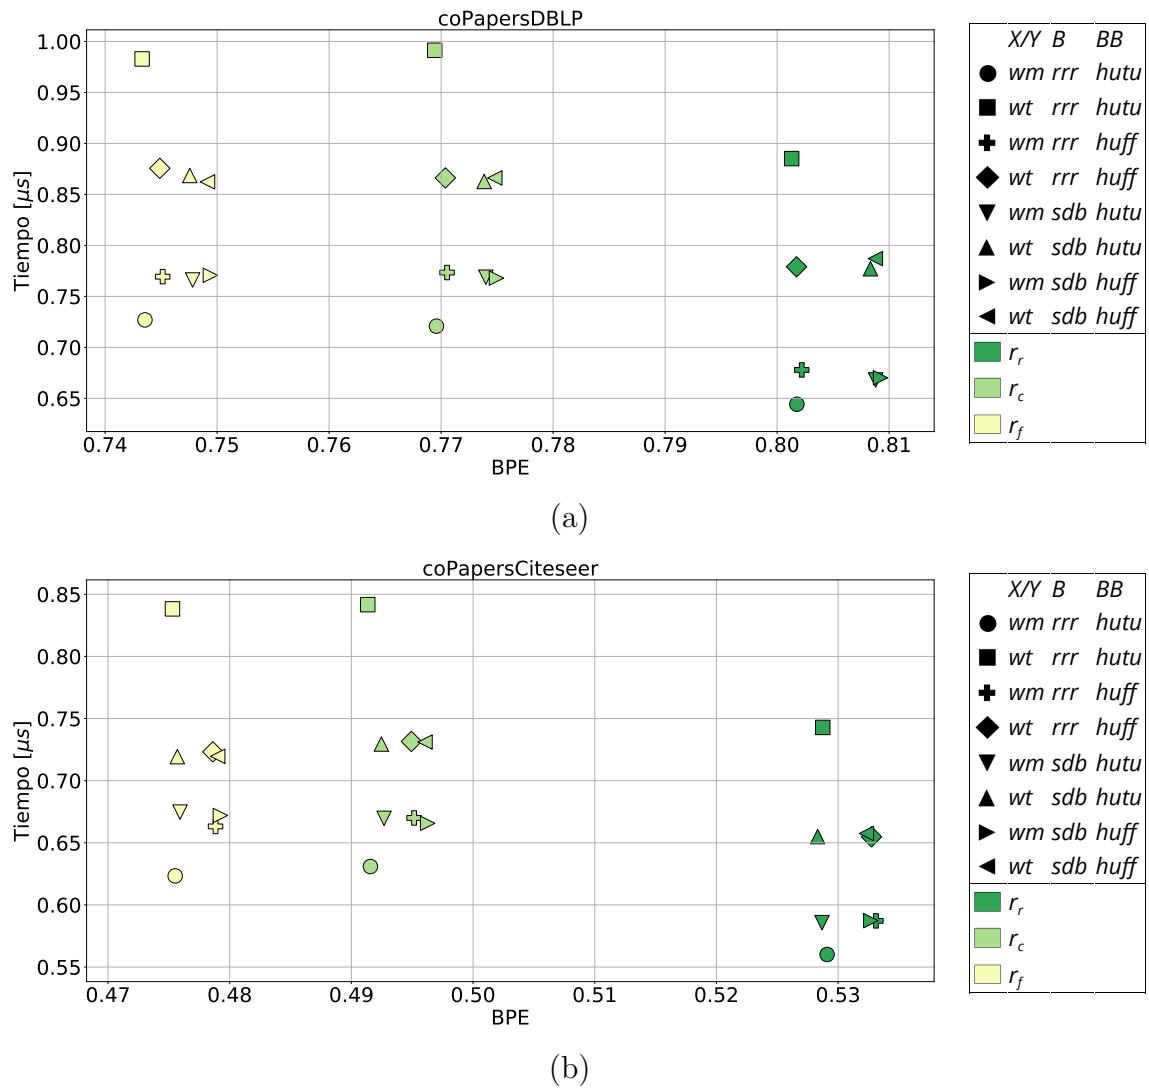 coPapersDBLP
1.00
0.95
0.90
0.85
0.80
0.75
0.70
0.65
Tiempo [μs]
0.74 0.75 0.76 0.77 0.78 0.79 0.80 0.81
BPE
X/Y B BB
wm rrr hutu
wt rrr hutu
wm rrr huff
wt rrr huff
wm sdb hutu
wt sdb hutu
wm sdb huff
wt sdb huff
r_r
r_c
r_f
(a)
coPapersCiteseer
0.85
0.80
0.75
0.70
0.65
0.60
0.55
Tiempo [μs]
0.47 0.48 0.49 0.50 0.51 0.52 0.53
BPE
X/Y B BB
wm rrr hutu
wt rrr hutu
wm rrr huff
wt rrr huff
wm sdb hutu
wt sdb hutu
wm sdb huff
wt sdb huff
r_r
r_c
r_f
(b)